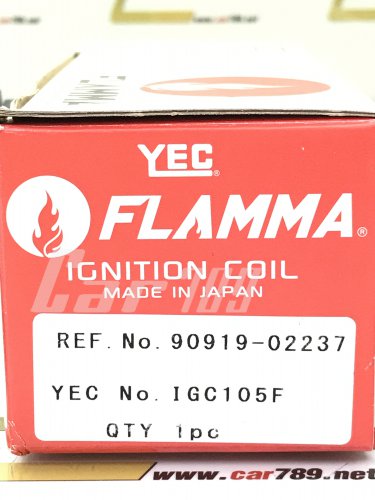 YEC
FLAMMA
IGNITION COIL
MADE IN JAPAN
Car789
REF. No. 90919-02237
YEC No. IGC105F
QTY 1pc
www.car789.net